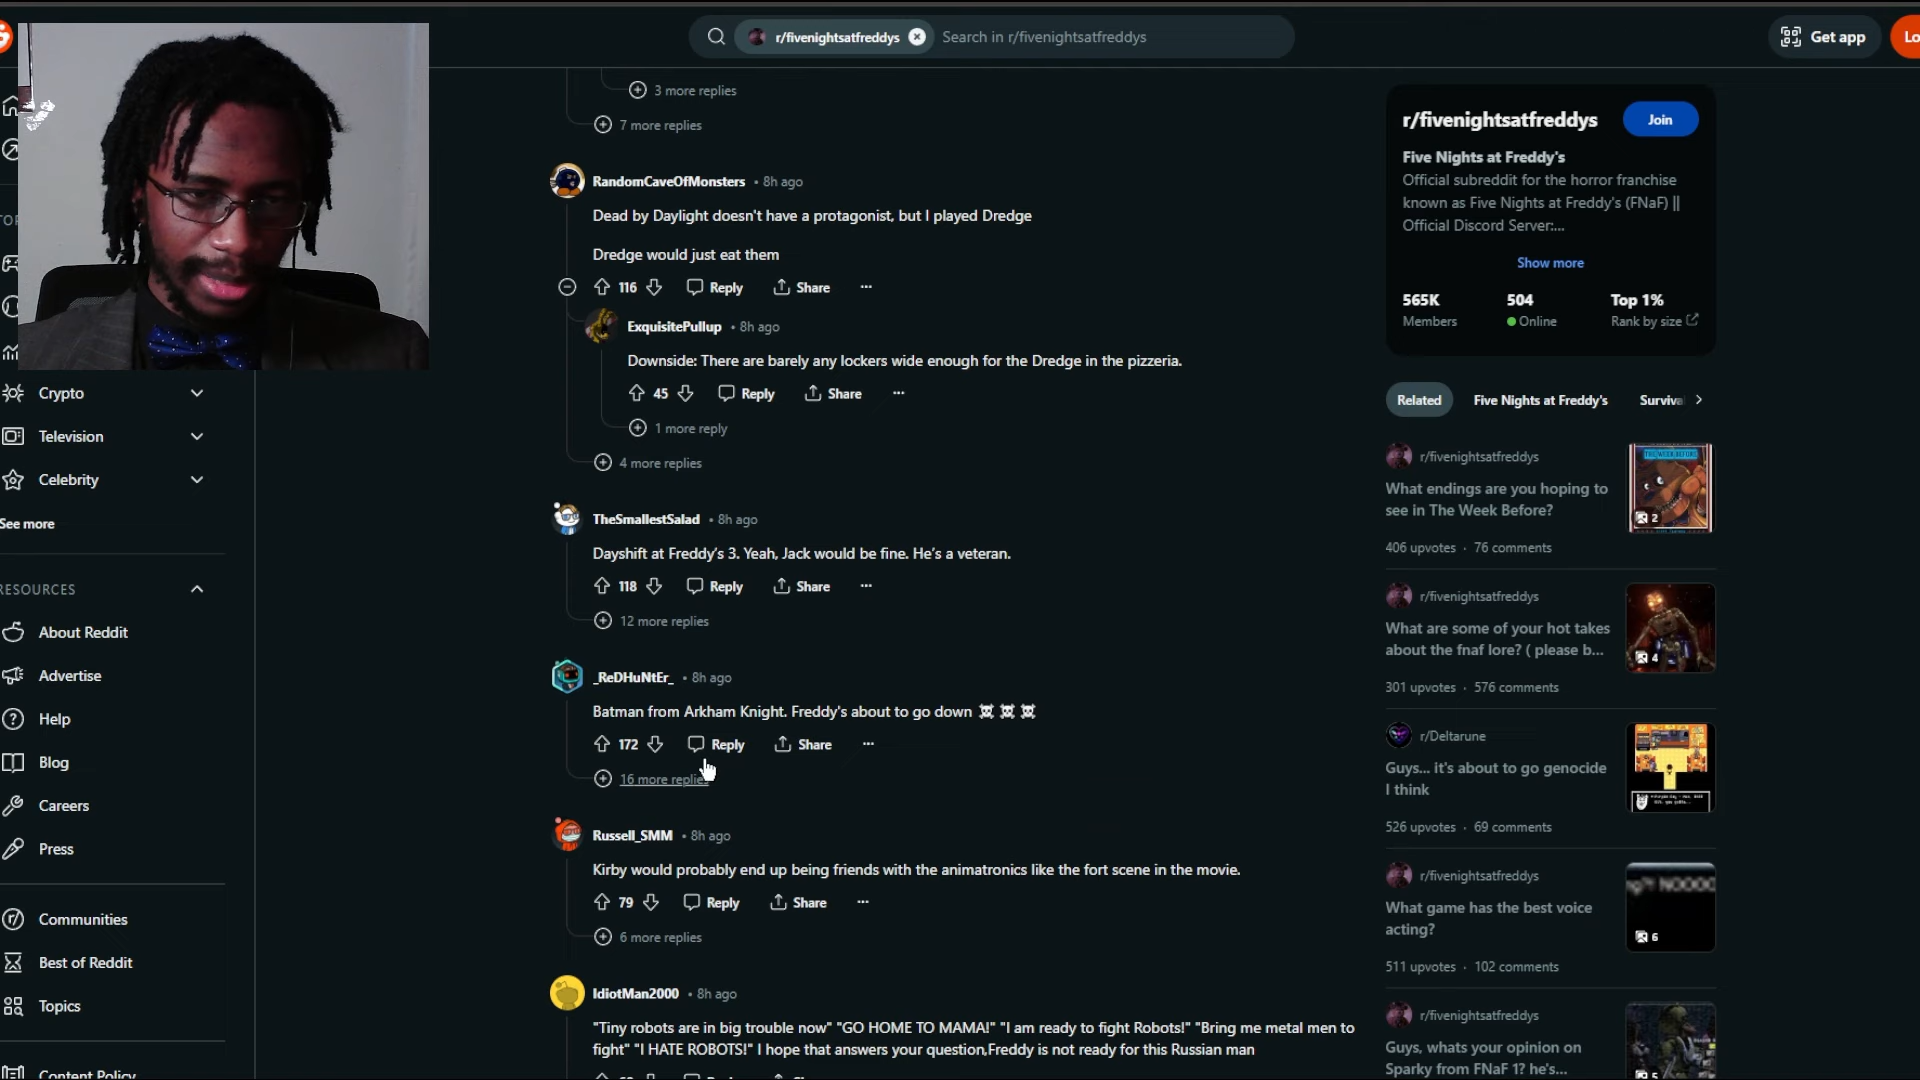 r/fivenightsatfreddys
Search in r/fivenightsatfreddys
Get app
3 more replies
7 more replies
RandomCaveOfMonsters • 8h ago
Dead by Daylight doesn't have a protagonist, but I played Dredge
Dredge would just eat them
116 Reply Share
ExquisitePullup • 8h ago
Downside: There are barely any lockers wide enough for the Dredge in the pizzeria.
45 Reply Share
1 more reply
4 more replies
TheSmallestSalad • 8h ago
Dayshift at Freddy's 3. Yeah, Jack would be fine. He's a veteran.
118 Reply Share
12 more replies
_ReDHuNtEr_ • 8h ago
Batman from Arkham Knight. Freddy's about to go down ☠️☠️☠️
172 Reply Share
16 more replies
Russell_SMM • 8h ago
Kirby would probably end up being friends with the animatronics like the fort scene in the movie.
79 Reply Share
6 more replies
IdiotMan2000 • 8h ago
"Tiny robots are in big trouble now" "GO HOME TO MAMA!" "I am ready to fight Robots!" "Bring me metal men to
fight" "I HATE ROBOTS!" I hope that answers your question,Freddy is not ready for this Russian man
Crypto
Television
Celebrity
See more
RESOURCES
About Reddit
Advertise
Help
Blog
Careers
Press
Communities
Best of Reddit
Topics
Content Policy
r/fivenightsatfreddys
Join
Five Nights at Freddy's
Official subreddit for the horror franchise
known as Five Nights at Freddy's (FNaF) ||
Official Discord Server:...
Show more
565K 504 Top 1%
Members Online Rank by size
Related Five Nights at Freddy's Surviva
r/fivenightsatfreddys
What endings are you hoping to
see in The Week Before?
THE WEEK BEFORE
2
406 upvotes · 76 comments
r/fivenightsatfreddys
What are some of your hot takes
about the fnaf lore? ( please b...
4
301 upvotes · 576 comments
r/Deltarune
Guys... it's about to go genocide
I think
526 upvotes · 69 comments
r/fivenightsatfreddys
What game has the best voice
acting?
6
511 upvotes · 102 comments
r/fivenightsatfreddys
Guys, whats your opinion on
Sparky from FNaF 1? he's...
5